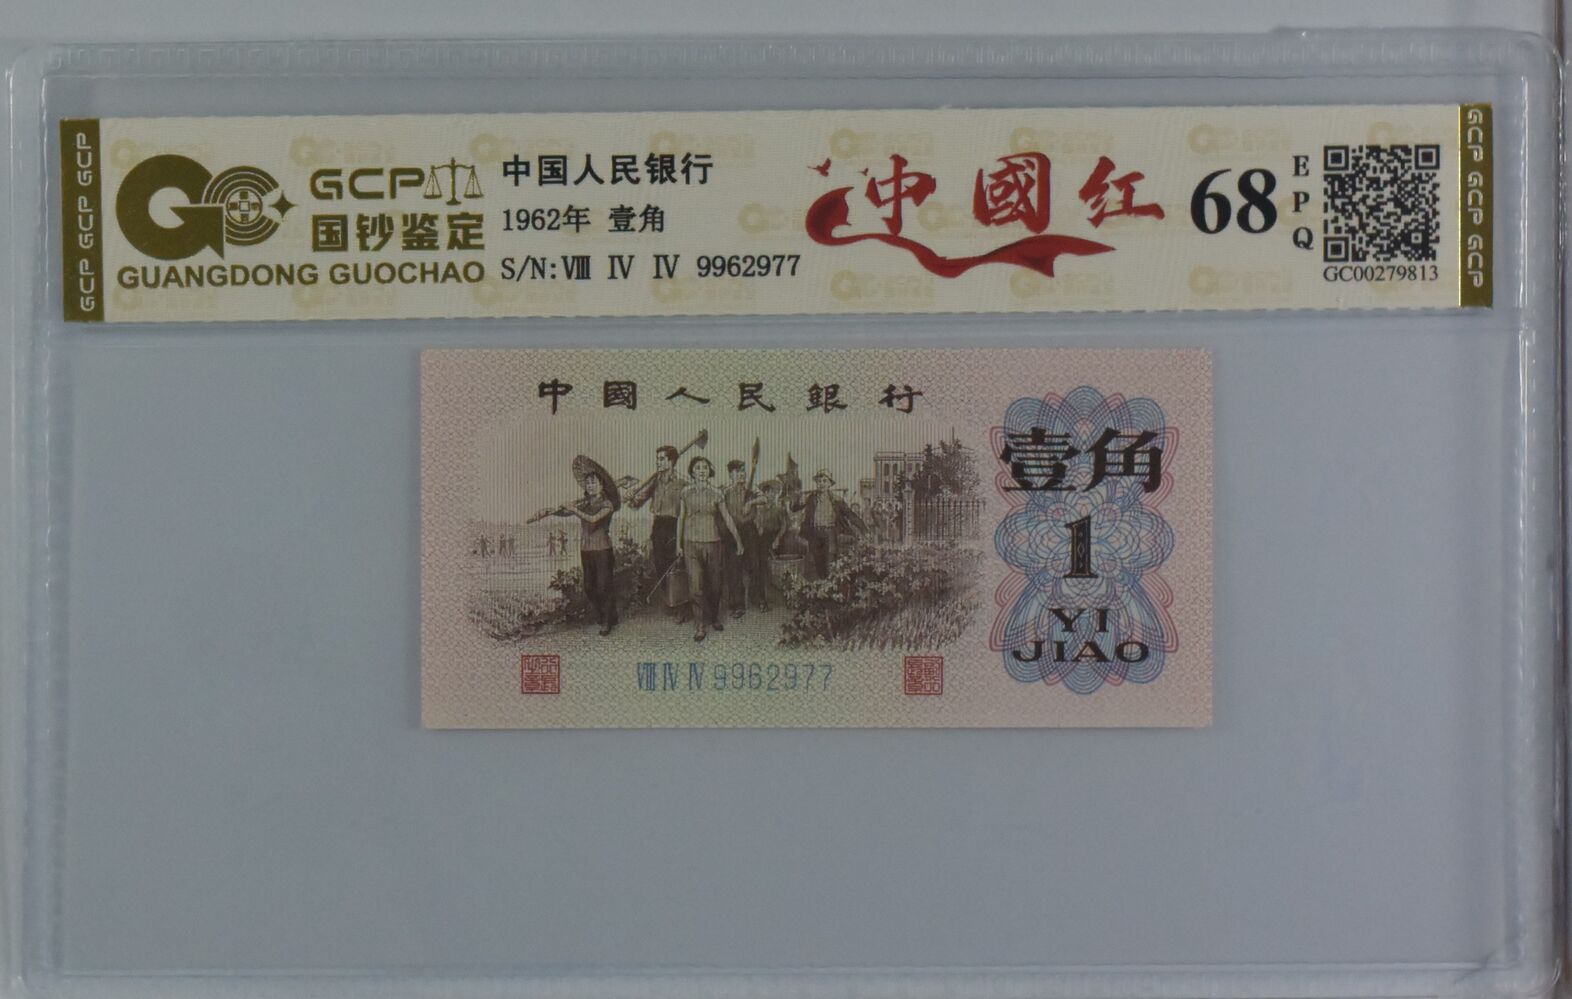 GCP GCP GCP
GCP
国钞鉴定
GUANGDONG GUOCHAO
中国人民银行
1962年 壹角
S/N:Ⅷ Ⅳ Ⅳ 9962977
中國红
68
EPQ
GC00279813
GCP GCP GCP
中國人民銀行
壹角
1
YI
JIAO
Ⅷ Ⅳ Ⅳ 9962977